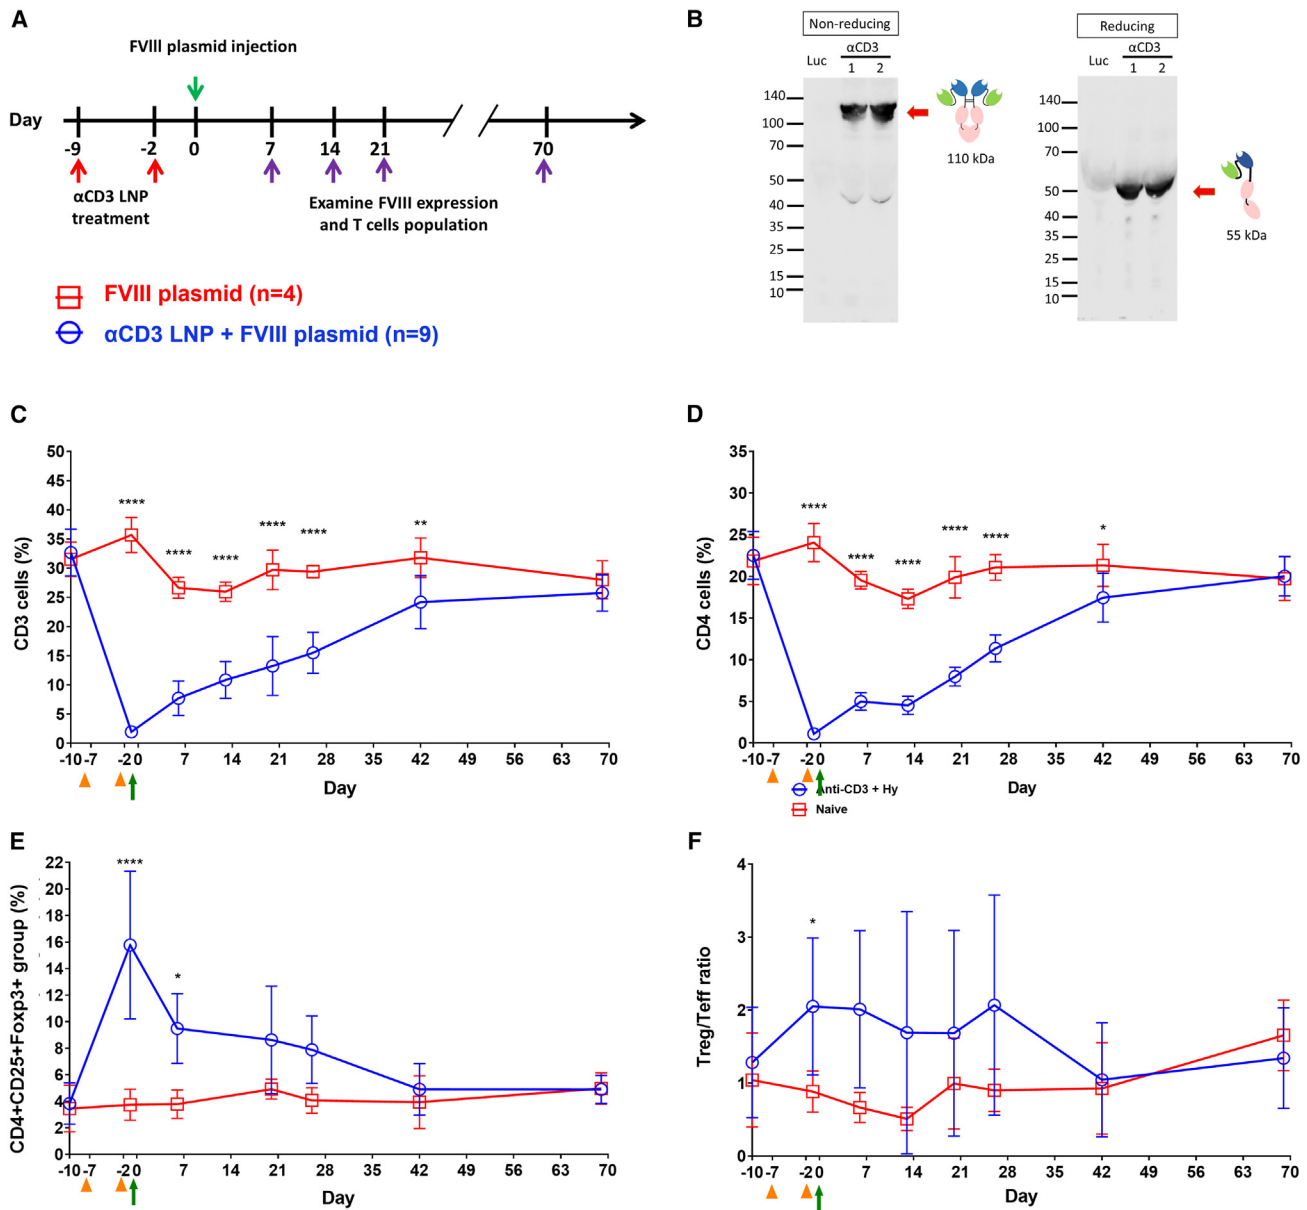 A
FVIII plasmid injection
Day
-9 -2 0 7 14 21 70
αCD3 LNP
treatment
Examine FVIII expression
and T cells population
FVIII plasmid (n=4)
αCD3 LNP + FVIII plasmid (n=9)
B
Non-reducing
Luc αCD3
1 2
140
100
70
50
40
35
25
15
10
110 kDa
Reducing
Luc αCD3
1 2
140
100
70
50
40
35
25
15
10
55 kDa
C
CD3 cells (%)
50
45
40
35
30
25
20
15
10
5
0
**** **** **** **** **** **
-10 -7 -2 0 7 14 21 28 35 42 49 56 63 70
Day
D
CD4 cells (%)
35
30
25
20
15
10
5
0
**** **** **** **** **** *
-10 -7 -2 0 7 14 21 28 35 42 49 56 63 70
Day
Anti-CD3 + Hy
Naive
E
CD4+CD25+Foxp3+ group (%)
22
20
18
16
14
12
10
8
6
4
2
0
**** *
-10 -7 -2 0 7 14 21 28 35 42 49 56 63 70
Day
F
Treg/Teff ratio
4
3
2
1
0
*
-10 -7 -2 0 7 14 21 28 35 42 49 56 63 70
Day